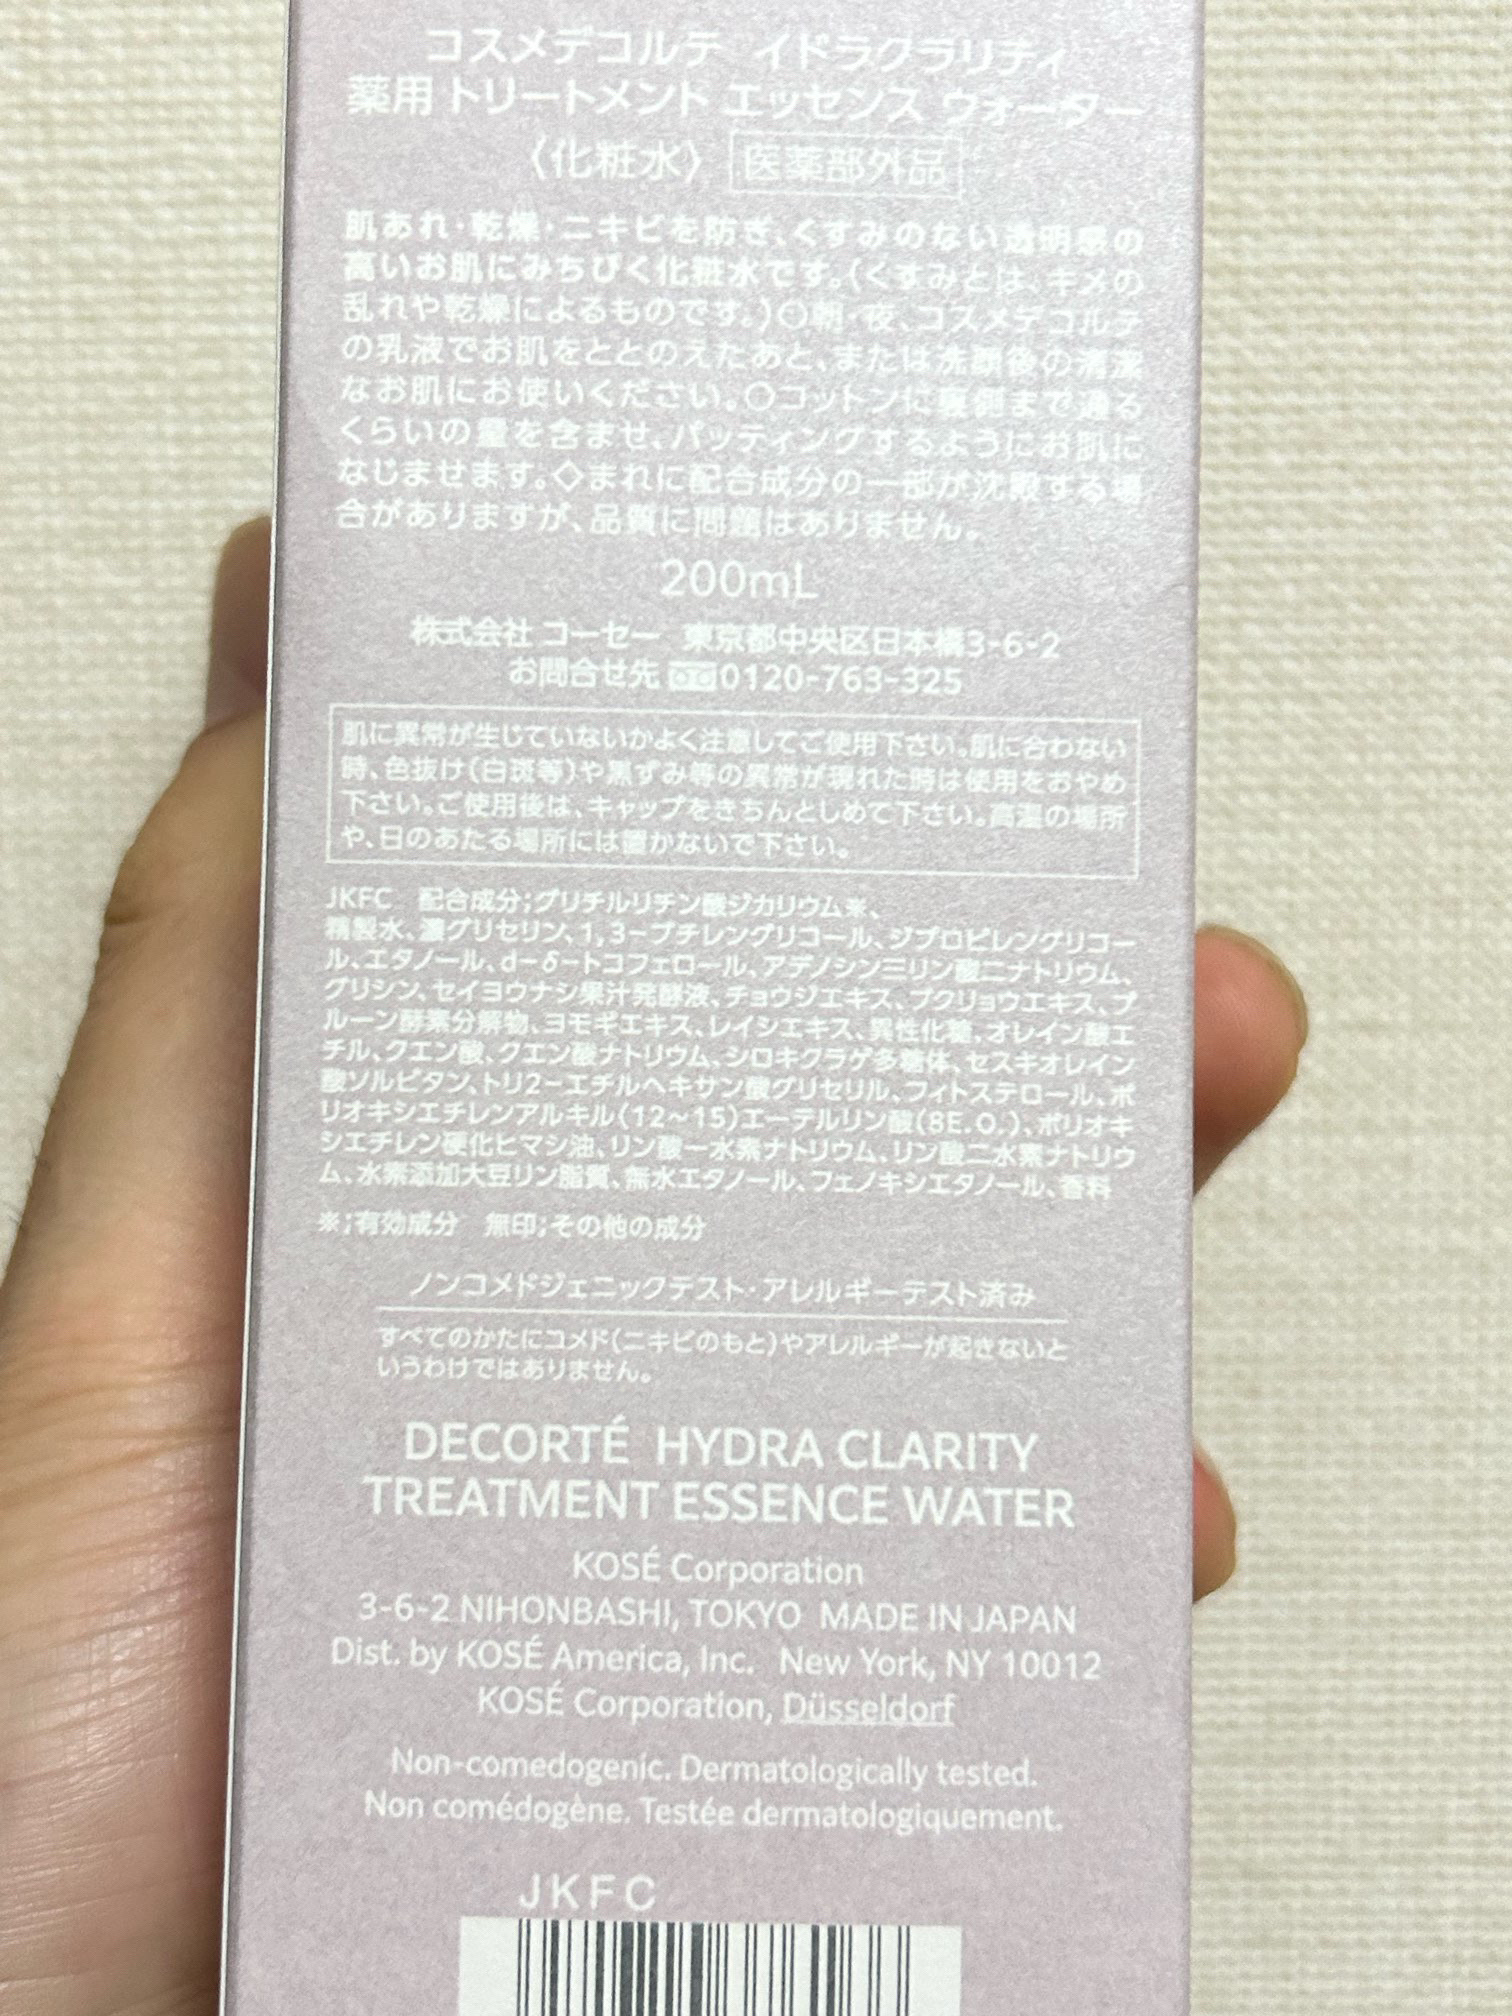 コスメデコルテ イドラクラリティ
薬用 トリートメント エッセンス ウォーター
〈化粧水〉 医薬部外品
肌あれ・乾燥・ニキビを防ぎ、くすみのない透明感の
高いお肌にみちびく化粧水です。(くすみとは、キメの
乱れや乾燥によるものです。)○朝・夜、コスメデコルテ
の乳液でお肌をととのえたあと、または洗顔後の清潔
なお肌にお使いください。○コットンに裏側まで通る
くらいの量を含ませ、パッティングするようにお肌に
なじませます。◇まれに配合成分の一部が沈殿する場
合がありますが、品質に問題はありません。
200mL
株式会社 コーセー 東京都中央区日本橋3-6-2
お問合せ先 0120-763-325
肌に異常が生じていないかよく注意してご使用下さい。肌に合わない
時、色抜け(白斑等)や黒ずみ等の異常が現れた時は使用をおやめ
下さい。ご使用後は、キャップをきちんとしめて下さい。高温の場所
や、日のあたる場所には置かないで下さい。
JKFC 配合成分;グリチルリチン酸ジカリウム※、
精製水、濃グリセリン、1,3-ブチレングリコール、ジプロピレングリコー
ル、エタノール、d-δ-トコフェロール、アデノシン三リン酸二ナトリウム、
グリシン、セイヨウナシ果汁発酵液、チョウジエキス、ブクリョウエキス、プ
ルーン酵素分解物、ヨモギエキス、レイシエキス、異性化糖、オレイン酸エ
チル、クエン酸、クエン酸ナトリウム、シロキクラゲ多糖体、セスキオレイン
酸ソルビタン、トリ2-エチルヘキサン酸グリセリル、フィトステロール、ポ
リオキシエチレンアルキル(12~15)エーテルリン酸(8E.O.)、ポリオキ
シエチレン硬化ヒマシ油、リン酸一水素ナトリウム、リン酸二水素ナトリウ
ム、水素添加大豆リン脂質、無水エタノール、フェノキシエタノール、香料
※;有効成分 無印;その他の成分
ノンコメドジェニックテスト・アレルギーテスト済み
すべてのかたにコメド(ニキビのもと)やアレルギーが起きないと
いうわけではありません。
DECORTÉ HYDRA CLARITY
TREATMENT ESSENCE WATER
KOSÉ Corporation
3-6-2 NIHONBASHI, TOKYO MADE IN JAPAN
Dist. by KOSÉ America, Inc. New York, NY 10012
KOSÉ Corporation, Düsseldorf
Non-comedogenic. Dermatologically tested.
Non comédogène. Testée dermatologiquement.
JKFC